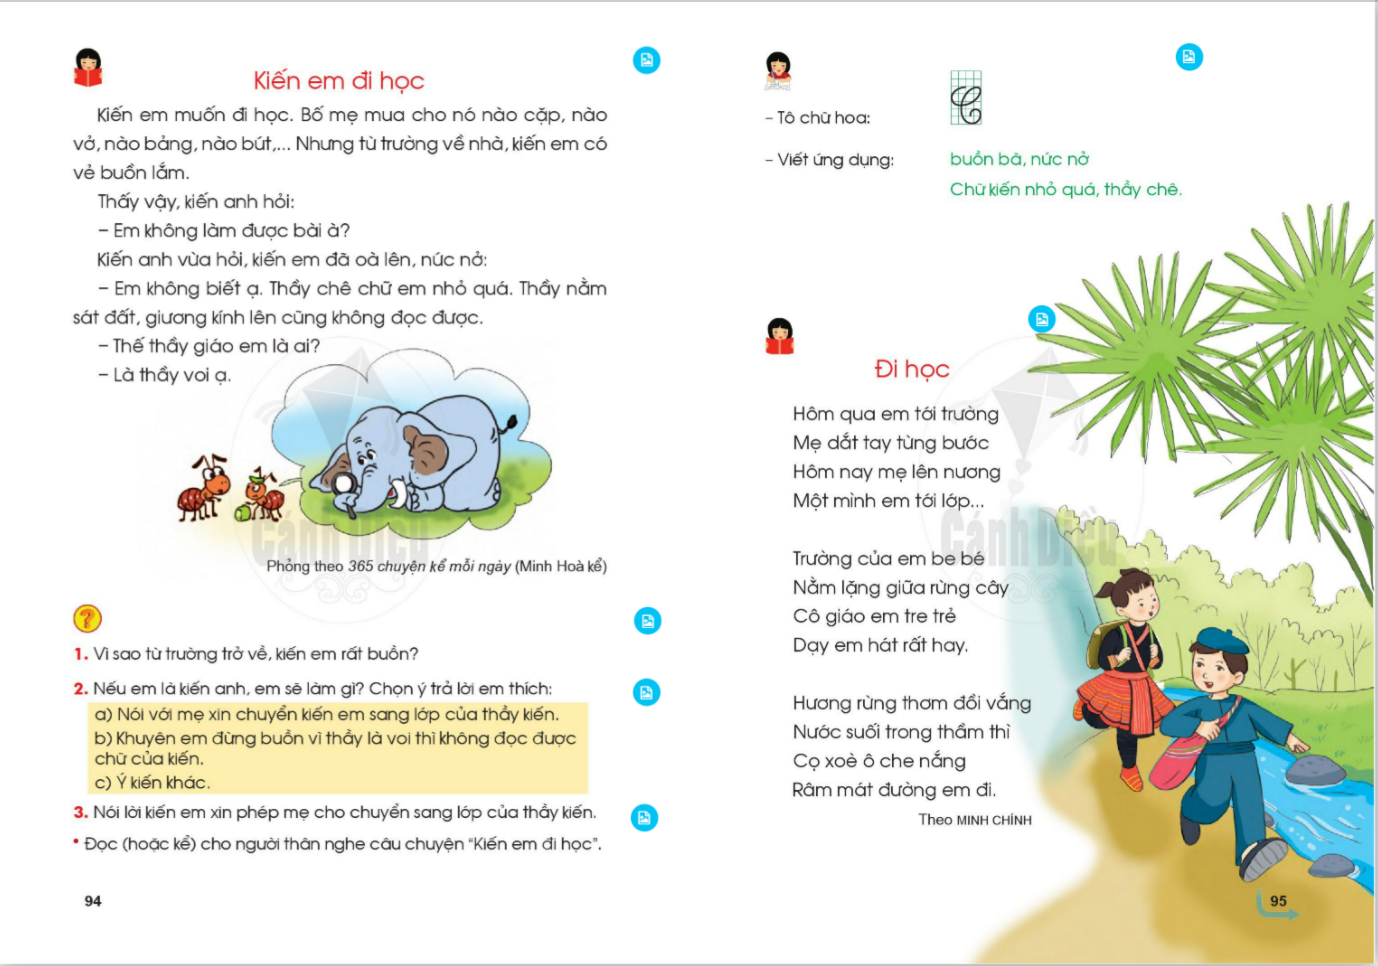 Kiến em đi học
Kiến em muốn đi học. Bố mẹ mua cho nó nào cặp, nào
vở, nào bảng, nào bút,... Nhưng từ trường về nhà, kiến em có
vẻ buồn lắm.
Thấy vậy, kiến anh hỏi:
– Em không làm được bài à?
Kiến anh vừa hỏi, kiến em đã oà lên, nức nở:
– Em không biết ạ. Thầy chê chữ em nhỏ quá. Thầy nằm
sát đất, giương kính lên cũng không đọc được.
– Thế thầy giáo em là ai?
– Là thầy voi ạ.
Cánh Diều
Phỏng theo 365 chuyện kể mỗi ngày (Minh Hoà kể)
?
1. Vì sao từ trường trở về, kiến em rất buồn?
2. Nếu em là kiến anh, em sẽ làm gì? Chọn ý trả lời em thích:
a) Nói với mẹ xin chuyển kiến em sang lớp của thầy kiến.
b) Khuyên em đừng buồn vì thầy là voi thì không đọc được
chữ của kiến.
c) Ý kiến khác.
3. Nói lời kiến em xin phép mẹ cho chuyển sang lớp của thầy kiến.
• Đọc (hoặc kể) cho người thân nghe câu chuyện “Kiến em đi học”.
94
– Tô chữ hoa:
C
– Viết ứng dụng:
buồn bã, nức nở
Chữ kiến nhỏ quá, thầy chê.
Đi học
Hôm qua em tới trường
Mẹ dắt tay từng bước
Hôm nay mẹ lên nương
Một mình em tới lớp...
Cánh Diều
Trường của em be bé
Nằm lặng giữa rừng cây
Cô giáo em tre trẻ
Dạy em hát rất hay.
Hương rừng thơm đồi vắng
Nước suối trong thầm thì
Cọ xoè ô che nắng
Râm mát đường em đi.
Theo MINH CHÍNH
95